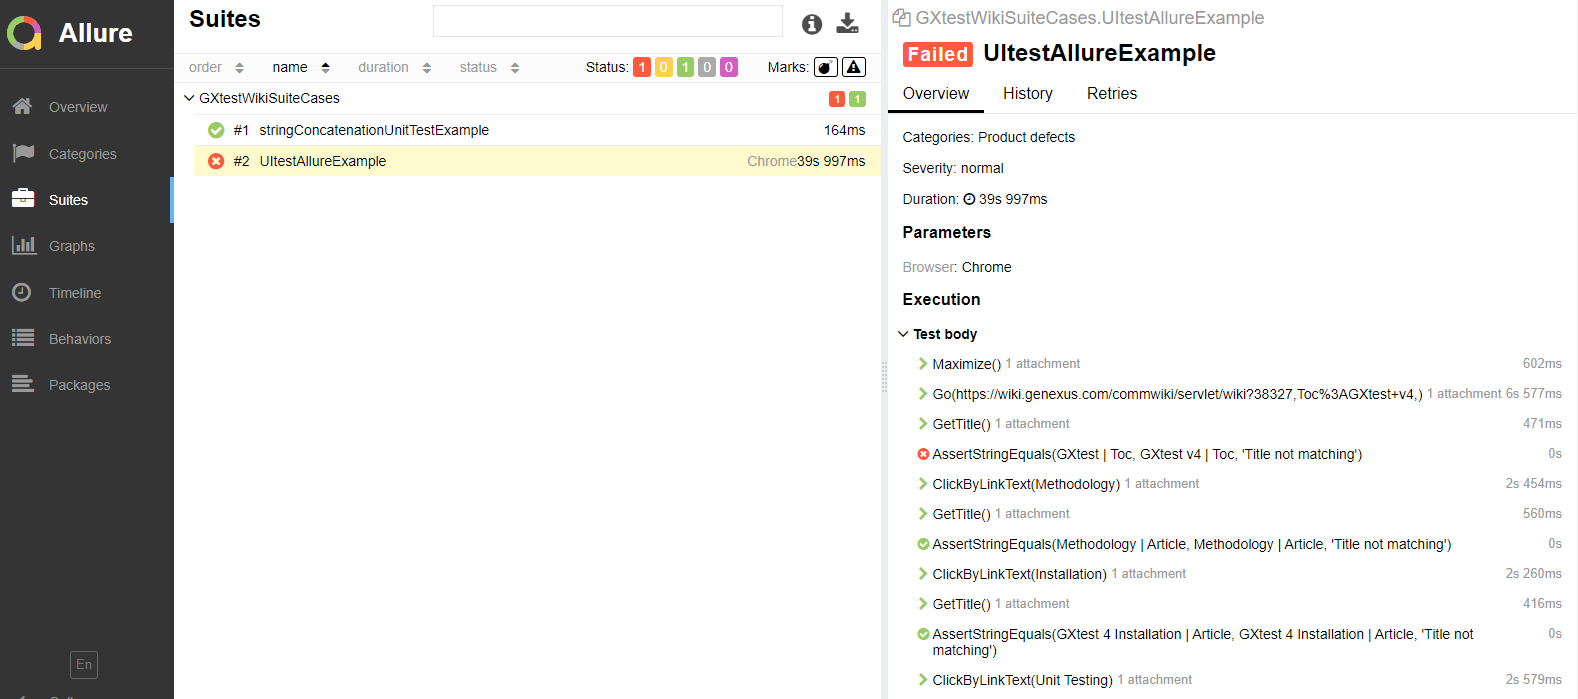 Allure
Overview
Categories
Suites
Graphs
Timeline
Behaviors
Packages
En
Suites
order name duration status Status: 1 0 1 0 0 Marks:
GXtestWikiSuiteCases 1 1
#1 stringConcatenationUnitTestExample 164ms
#2 UItestAllureExample Chrome39s 997ms
GXtestWikiSuiteCases.UItestAllureExample
Failed UItestAllureExample
Overview History Retries
Categories: Product defects
Severity: normal
Duration: 39s 997ms
Parameters
Browser: Chrome
Execution
Test body
Maximize() 1 attachment 602ms
Go(https://wiki.genexus.com/commwiki/servlet/wiki?38327,Toc%3AGXtest+v4,) 1 attachment 6s 577ms
GetTitle() 1 attachment 471ms
AssertStringEquals(GXtest | Toc, GXtest v4 | Toc, 'Title not matching') 0s
ClickByLinkText(Methodology) 1 attachment 2s 454ms
GetTitle() 1 attachment 560ms
AssertStringEquals(Methodology | Article, Methodology | Article, 'Title not matching') 0s
ClickByLinkText(Installation) 1 attachment 2s 260ms
GetTitle() 1 attachment 416ms
AssertStringEquals(GXtest 4 Installation | Article, GXtest 4 Installation | Article, 'Title not 0s
matching')
ClickByLinkText(Unit Testing) 1 attachment 2s 579ms